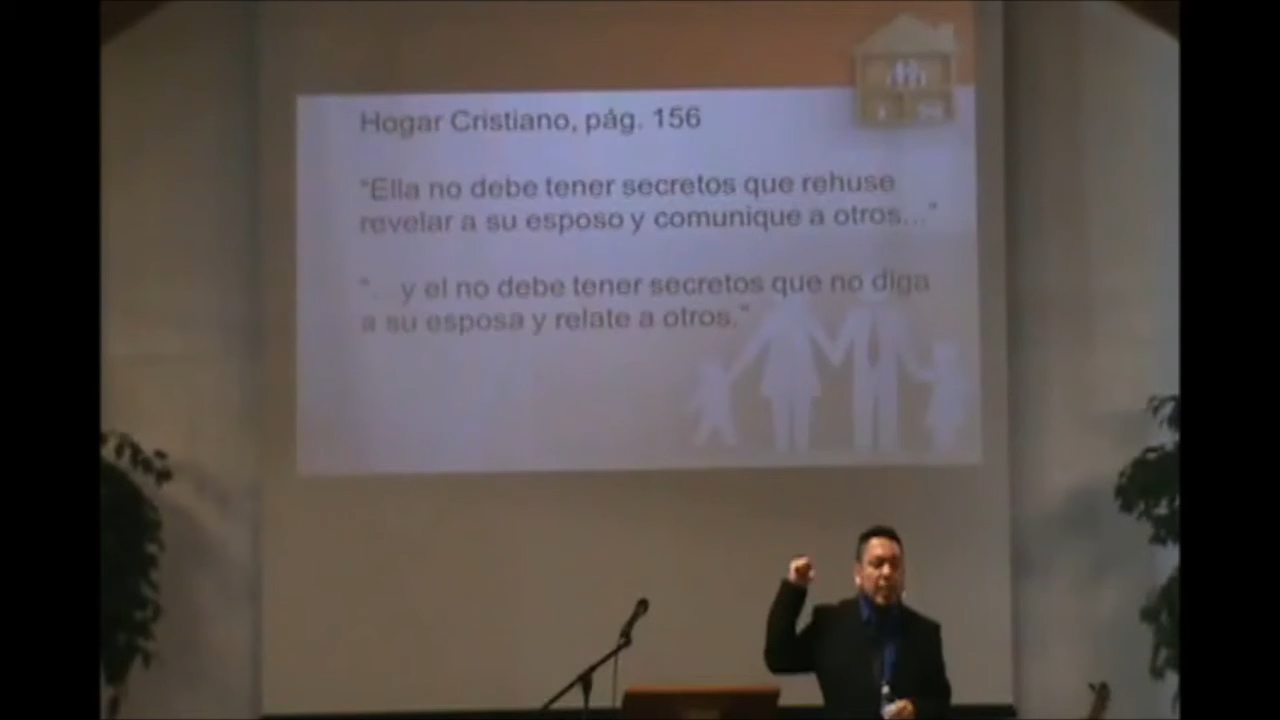 Hogar Cristiano, pág. 156
"Ella no debe tener secretos que rehuse
revelar a su esposo y comunique a otros..."
"...y el no debe tener secretos que no diga
a su esposa y relate a otros."